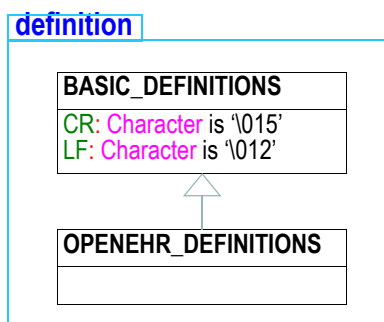 definition
BASIC_DEFINITIONS
CR: Character is ‘\015’
LF: Character is ‘\012’
OPENEHR_DEFINITIONS